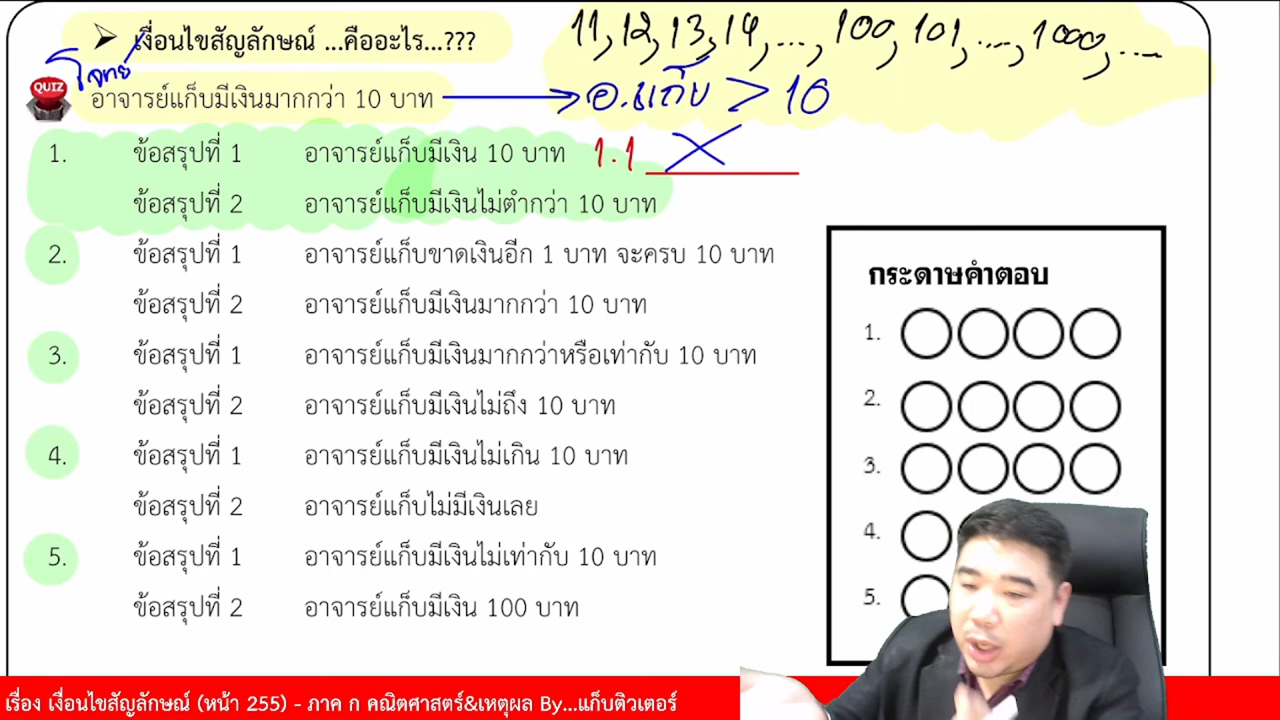 ➤ เงื่อนไขสัญลักษณ์ ...คืออะไร...???
11, 12, 13, 14, ..., 100, 101, ..., 1000, ....
โจทย์
QUIZ
อาจารย์แก็บมีเงินมากกว่า 10 บาท → อ.แก็บ > 10
1. ข้อสรุปที่ 1 อาจารย์แก็บมีเงิน 10 บาท 1.1 X
ข้อสรุปที่ 2 อาจารย์แก็บมีเงินไม่ต่ำกว่า 10 บาท
2. ข้อสรุปที่ 1 อาจารย์แก็บขาดเงินอีก 1 บาท จะครบ 10 บาท
ข้อสรุปที่ 2 อาจารย์แก็บมีเงินมากกว่า 10 บาท
3. ข้อสรุปที่ 1 อาจารย์แก็บมีเงินมากกว่าหรือเท่ากับ 10 บาท
ข้อสรุปที่ 2 อาจารย์แก็บมีเงินไม่ถึง 10 บาท
4. ข้อสรุปที่ 1 อาจารย์แก็บมีเงินไม่เกิน 10 บาท
ข้อสรุปที่ 2 อาจารย์แก็บไม่มีเงินเลย
5. ข้อสรุปที่ 1 อาจารย์แก็บมีเงินไม่เท่ากับ 10 บาท
ข้อสรุปที่ 2 อาจารย์แก็บมีเงิน 100 บาท
กระดาษคำตอบ
1.
2.
3.
4.
5.
เรื่อง เงื่อนไขสัญลักษณ์ (หน้า 255) - ภาค ก คณิตศาสตร์&เหตุผล By...แก็บติวเตอร์